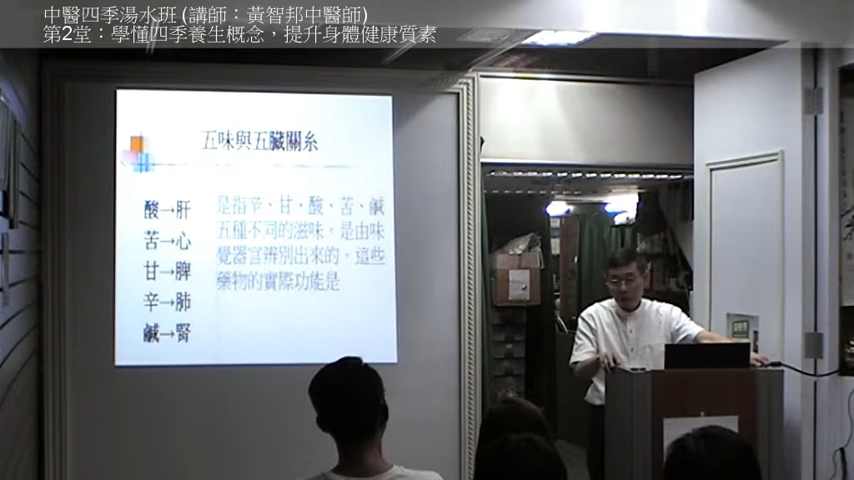 中醫四季湯水班 (講師：黃智邦中醫師)
第2堂：學懂四季養生概念，提升身體健康質素
五味與五臟關糸
酸→肝
苦→心
甘→脾
辛→肺
鹹→腎
是指辛、甘、酸、苦、鹹
五種不同的滋味。是由味
覺器官辨別出來的。這些
藥物的實際功能是